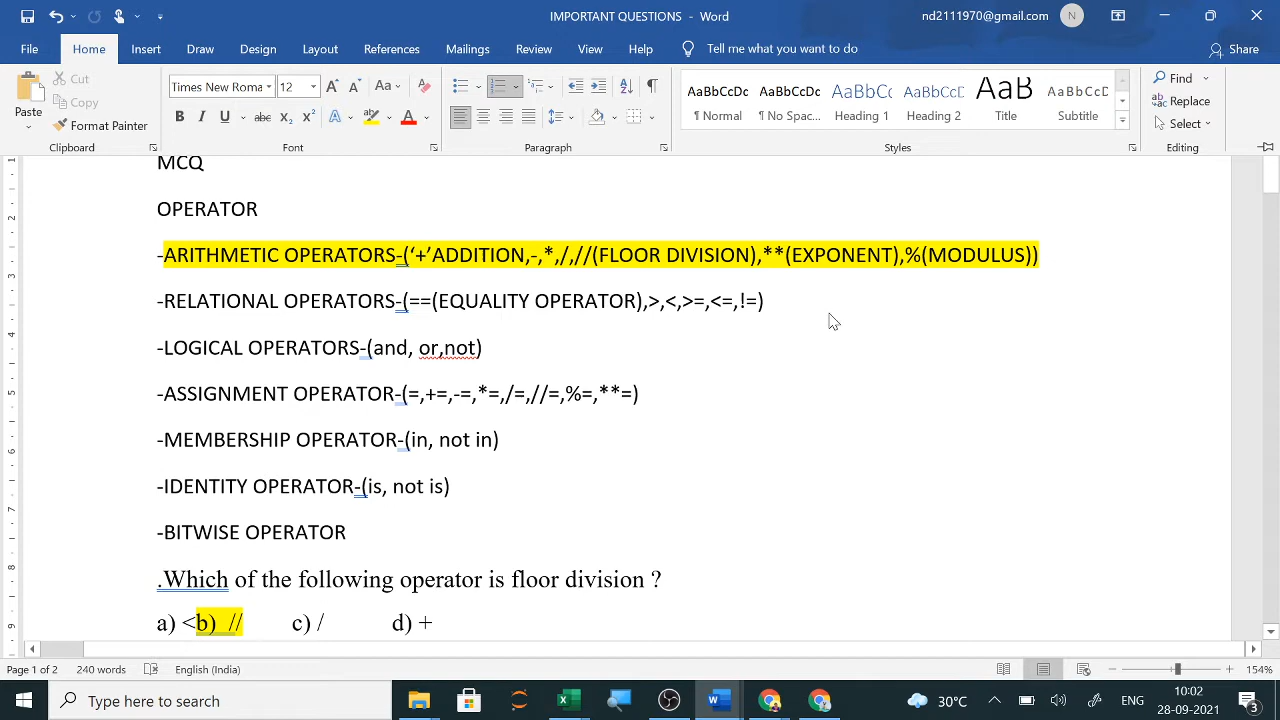 IMPORTANT QUESTIONS - Word
nd2111970@gmail.com N
File Home Insert Draw Design Layout References Mailings Review View Help Tell me what you want to do Share
Paste
Cut
Copy
Format Painter
Times New Roma 12
B I U abc X₂ X² A A A Aa
AaBbCcDc AaBbCcDc AaBbCc AaBbCcD AaB AaBbCcD
¶ Normal ¶ No Spac... Heading 1 Heading 2 Title Subtitle
Find
Replace
Select
Clipboard Font Paragraph Styles Editing
MCQ
OPERATOR
-ARITHMETIC OPERATORS-(‘+’ADDITION,-,*,/,//(FLOOR DIVISION),**(EXPONENT),%(MODULUS))
-RELATIONAL OPERATORS-(==(EQUALITY OPERATOR),>,<,>=,<=,!=)
-LOGICAL OPERATORS-(and, or,not)
-ASSIGNMENT OPERATOR-(=,+=,-=,*=,/=,//=,%=,**=)
-MEMBERSHIP OPERATOR-(in, not in)
-IDENTITY OPERATOR-(is, not is)
-BITWISE OPERATOR
.Which of the following operator is floor division ?
a) <b) // c) / d) +
Page 1 of 2 240 words English (India) 154%
Type here to search 30°C ENG 10:02
28-09-2021 3